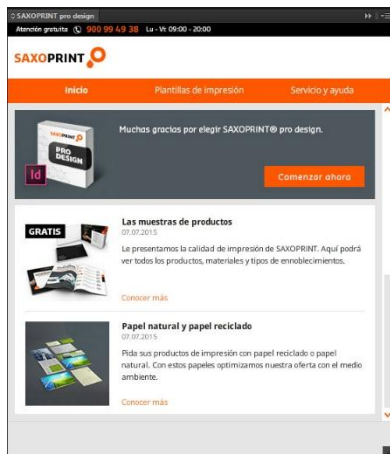 SAXOPRINT pro design
Atención gratuita 900 99 49 38 Lu - Vi: 09:00 - 20:00
SAXOPRINT
Inicio Plantillas de impresión Servicio y ayuda
Muchas gracias por elegir SAXOPRINT® pro design.
SAXOPRINT
PRO
DESIGN
Id
Comenzar ahora
GRATIS
Las muestras de productos
07.07.2015
Le presentamos la calidad de impresión de SAXOPRINT. Aquí podrá
ver todos los productos, materiales y tipos de ennoblecimientos.
Conocer más
Papel natural y papel reciclado
07.07.2015
Pida sus productos de impresión con papel reciclado o papel
natural. Con estos papeles optimizamos nuestra oferta con el medio
ambiente.
Conocer más